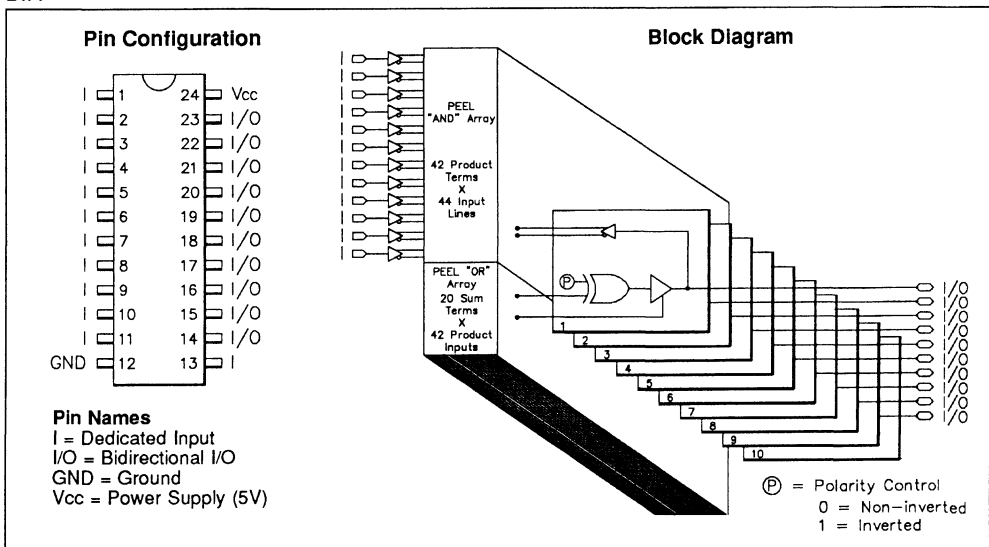 Pin Configuration
I 1 24 Vcc
I 2 23 I/O
I 3 22 I/O
I 4 21 I/O
I 5 20 I/O
I 6 19 I/O
I 7 18 I/O
I 8 17 I/O
I 9 16 I/O
I 10 15 I/O
I 11 14 I/O
GND 12 13 I
Pin Names
I = Dedicated Input
I/O = Bidirectional I/O
GND = Ground
Vcc = Power Supply (5V)
Block Diagram
I
I
I
I
I
I
I
I
I
I
I
I
PEEL
"AND" Array
42 Product
Terms
X
44 Input
Lines
PEEL "OR"
Array
20 Sum
Terms
X
42 Product
Inputs
P
1
2
3
4
5
6
7
8
9
10
I/O
I/O
I/O
I/O
I/O
I/O
I/O
I/O
I/O
I/O
P = Polarity Control
0 = Non-inverted
1 = Inverted